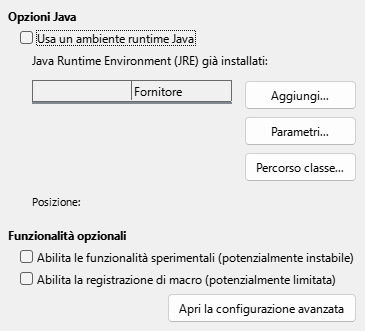 Opzioni Java
Usa un ambiente runtime Java
Java Runtime Environment (JRE) già installati:
Fornitore
Aggiungi...
Parametri...
Percorso classe...
Posizione:
Funzionalità opzionali
Abilita le funzionalità sperimentali (potenzialmente instabile)
Abilita la registrazione di macro (potenzialmente limitata)
Apri la configurazione avanzata